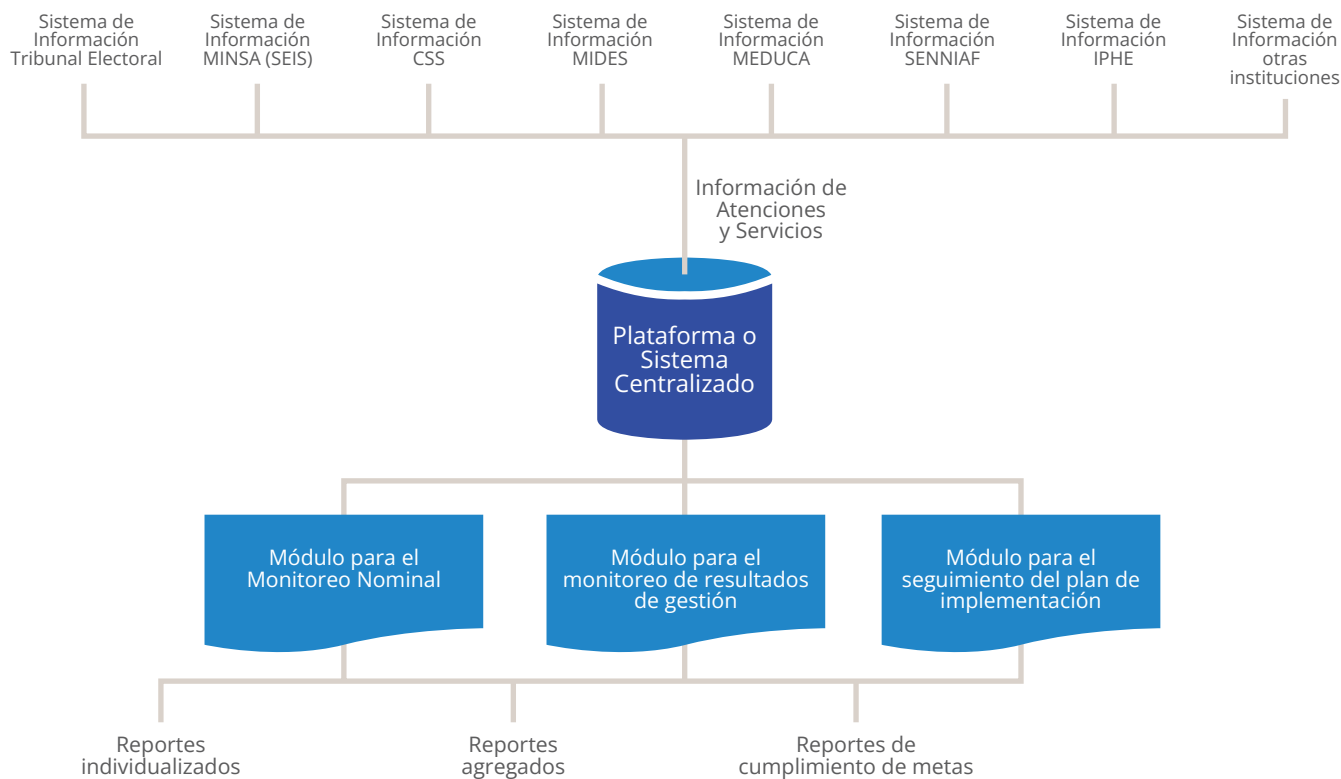 Sistema de
Información
Tribunal Electoral
Sistema de
Información
MINSA (SEIS)
Sistema de
Información
CSS
Sistema de
Información
MIDES
Sistema de
Información
MEDUCA
Sistema de
Información
SENNIAF
Sistema de
Información
IPHE
Sistema de
Información
otras
instituciones
Información de
Atenciones
y Servicios
Plataforma o
Sistema
Centralizado
Módulo para el
Monitoreo Nominal
Módulo para el
monitoreo de resultados
de gestión
Módulo para el
seguimiento del plan de
implementación
Reportes
individualizados
Reportes
agregados
Reportes de
cumplimiento de metas